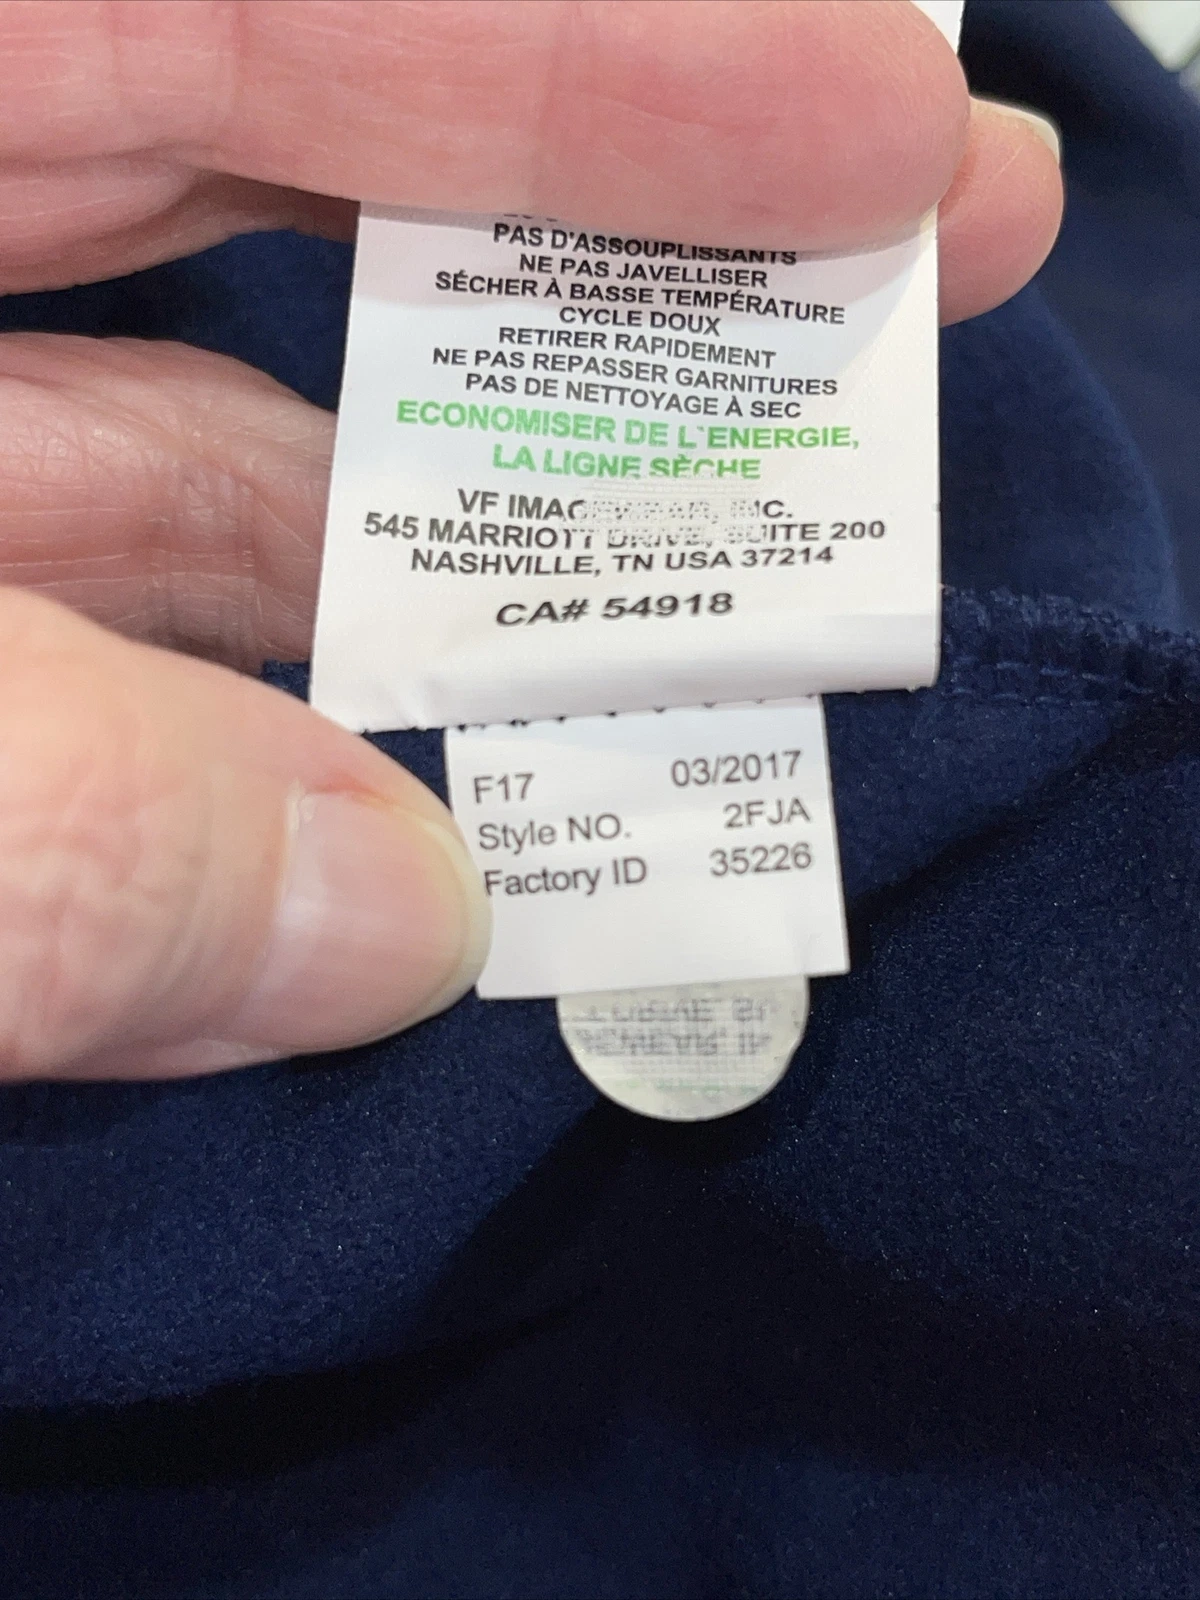 PAS D'ASSOUPLISSANTS
NE PAS JAVELLISER
SÉCHER À BASSE TEMPÉRATURE
CYCLE DOUX
RETIRER RAPIDEMENT
NE PAS REPASSER GARNITURES
PAS DE NETTOYAGE À SEC
ECONOMISER DE L`ENERGIE,
LA LIGNE SÈCHE
VF INC.
545 MARRIOTT DRIVE, SUITE 200
NASHVILLE, TN USA 37214
CA# 54918
F17 03/2017
Style NO. 2FJA
Factory ID 35226